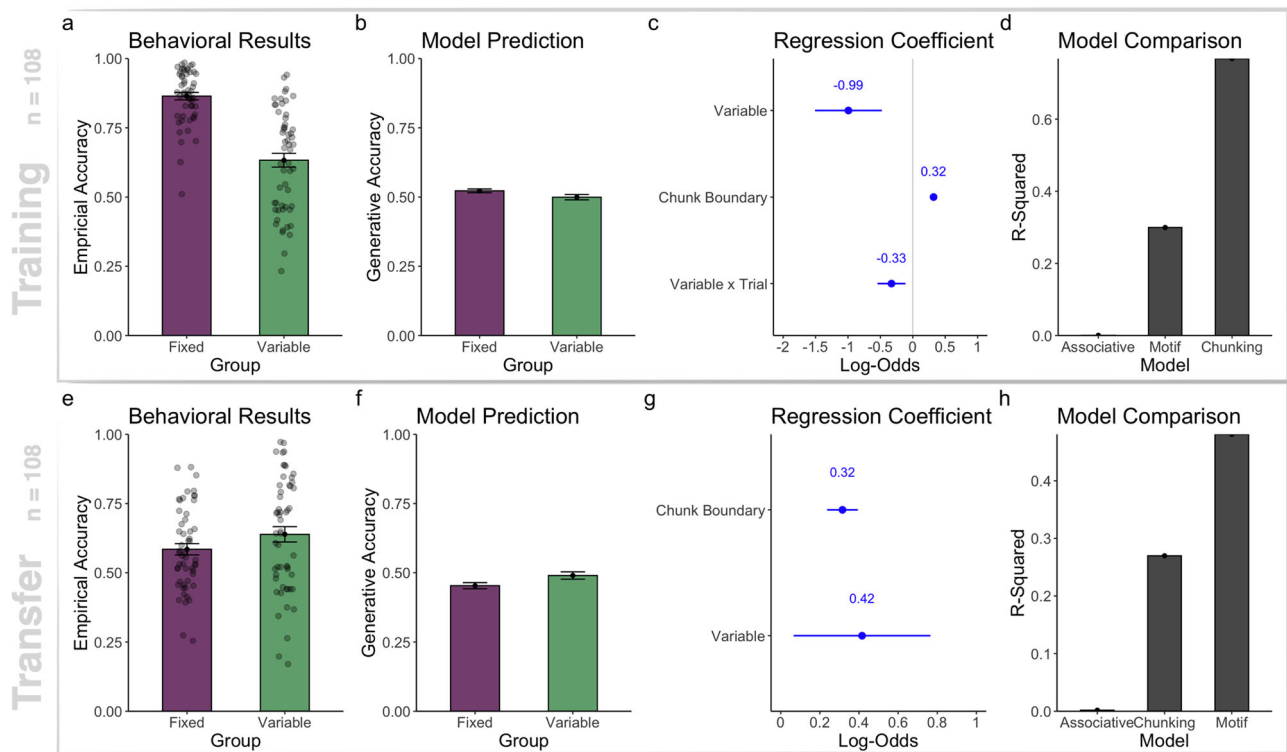 Training n = 108
a
Behavioral Results
Empricial Accuracy
1.00
0.75
0.50
0.25
0.00
Fixed Variable
Group
b
Model Prediction
Generative Accuracy
1.00
0.75
0.50
0.25
0.00
Fixed Variable
Group
c
Regression Coefficient
Variable
Chunk Boundary
Variable x Trial
-0.99
0.32
-0.33
-2 -1.5 -1 -0.5 0 0.5 1
Log-Odds
d
Model Comparison
R-Squared
0.6
0.4
0.2
0.0
Associative Motif Chunking
Model
Transfer n = 108
e
Behavioral Results
Empirical Accuracy
1.00
0.75
0.50
0.25
0.00
Fixed Variable
Group
f
Model Prediction
Generative Accuracy
1.00
0.75
0.50
0.25
0.00
Fixed Variable
Group
g
Regression Coefficient
Chunk Boundary
Variable
0.32
0.42
0 0.2 0.4 0.6 0.8 1
Log-Odds
h
Model Comparison
R-Squared
0.4
0.3
0.2
0.1
0.0
Associative Chunking Motif
Model